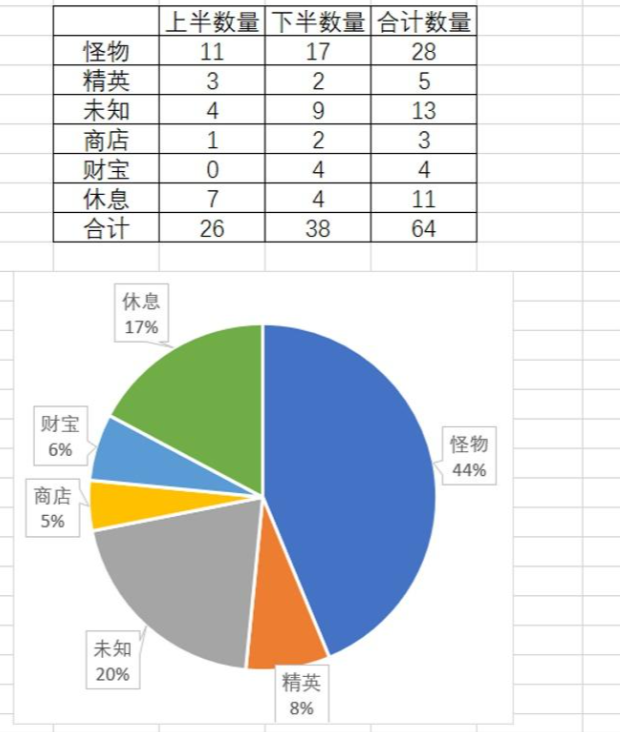 上半数量 下半数量 合计数量
怪物 11 17 28
精英 3 2 5
未知 4 9 13
商店 1 2 3
财宝 0 4 4
休息 7 4 11
合计 26 38 64
休息
17%
财宝
6%
怪物
44%
商店
5%
未知
20%
精英
8%